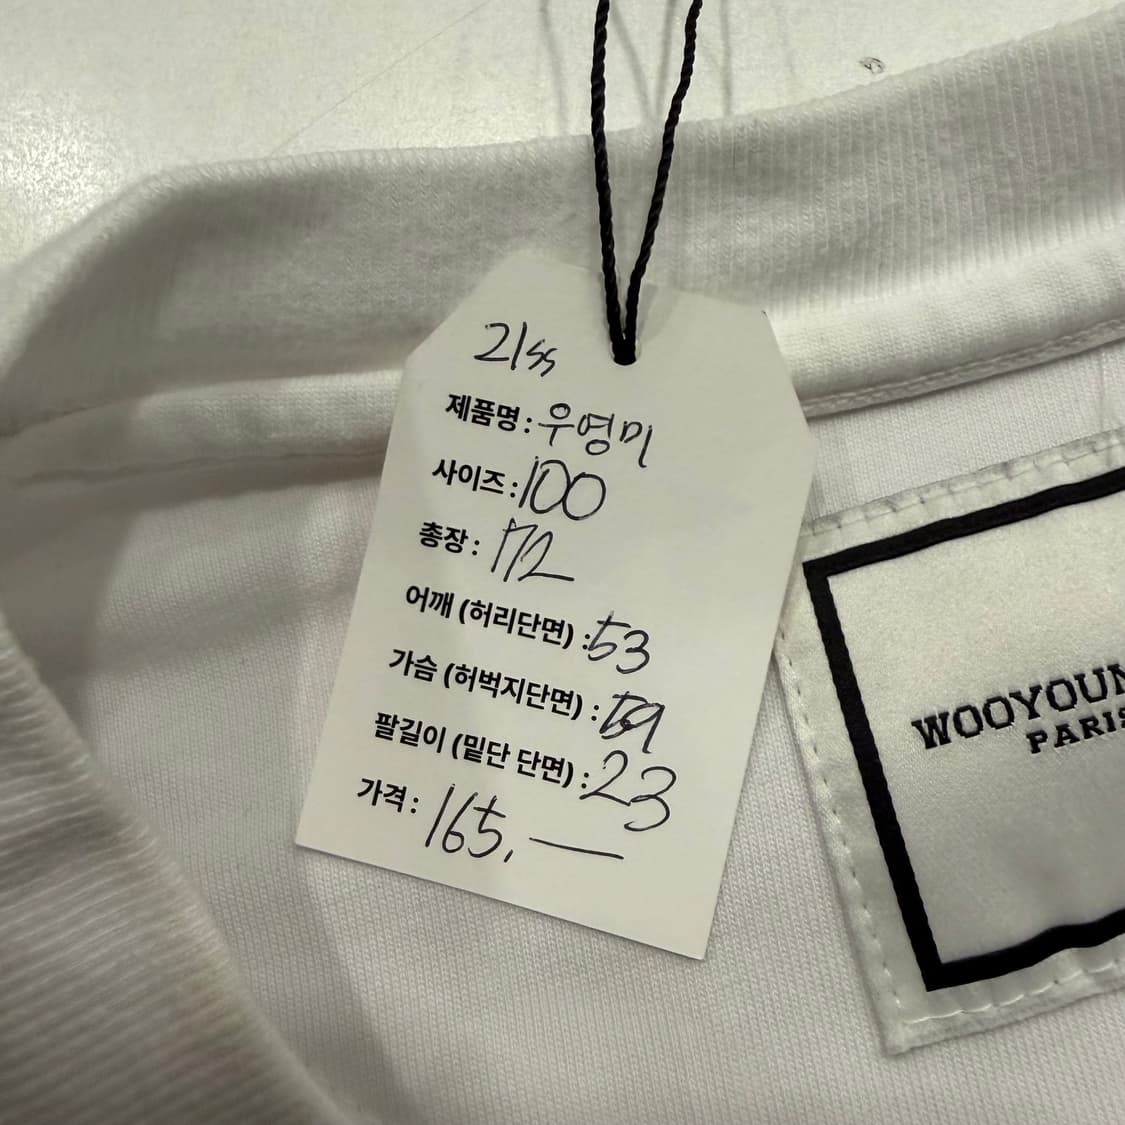 21ss
제품명 : 우영미
사이즈 : 100
총장 : 72
어깨 (허리단면) : 53
가슴 (허벅지단면) : 59
팔길이 (밑단 단면) : 23
가격 : 165,—
WOOYOUN
PARIS